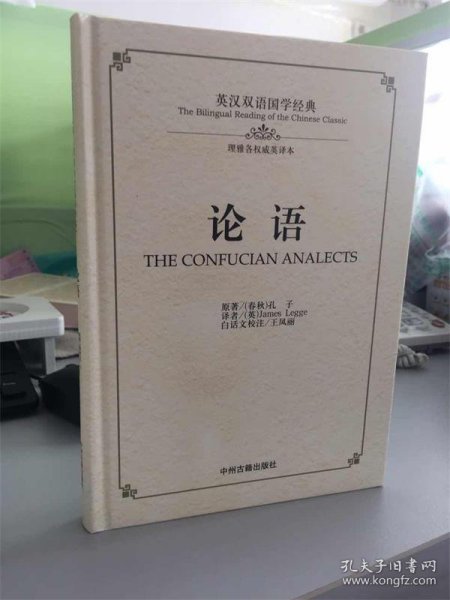 英汉双语国学经典
The Bilingual Reading of the Chinese Classic
理雅各权威英译本
论语
THE CONFUCIAN ANALECTS
原著/(春秋)孔 子
译者/(英)James Legge
白话文校注/王凤丽
中州古籍出版社
孔夫子旧书网
www.kongfz.com